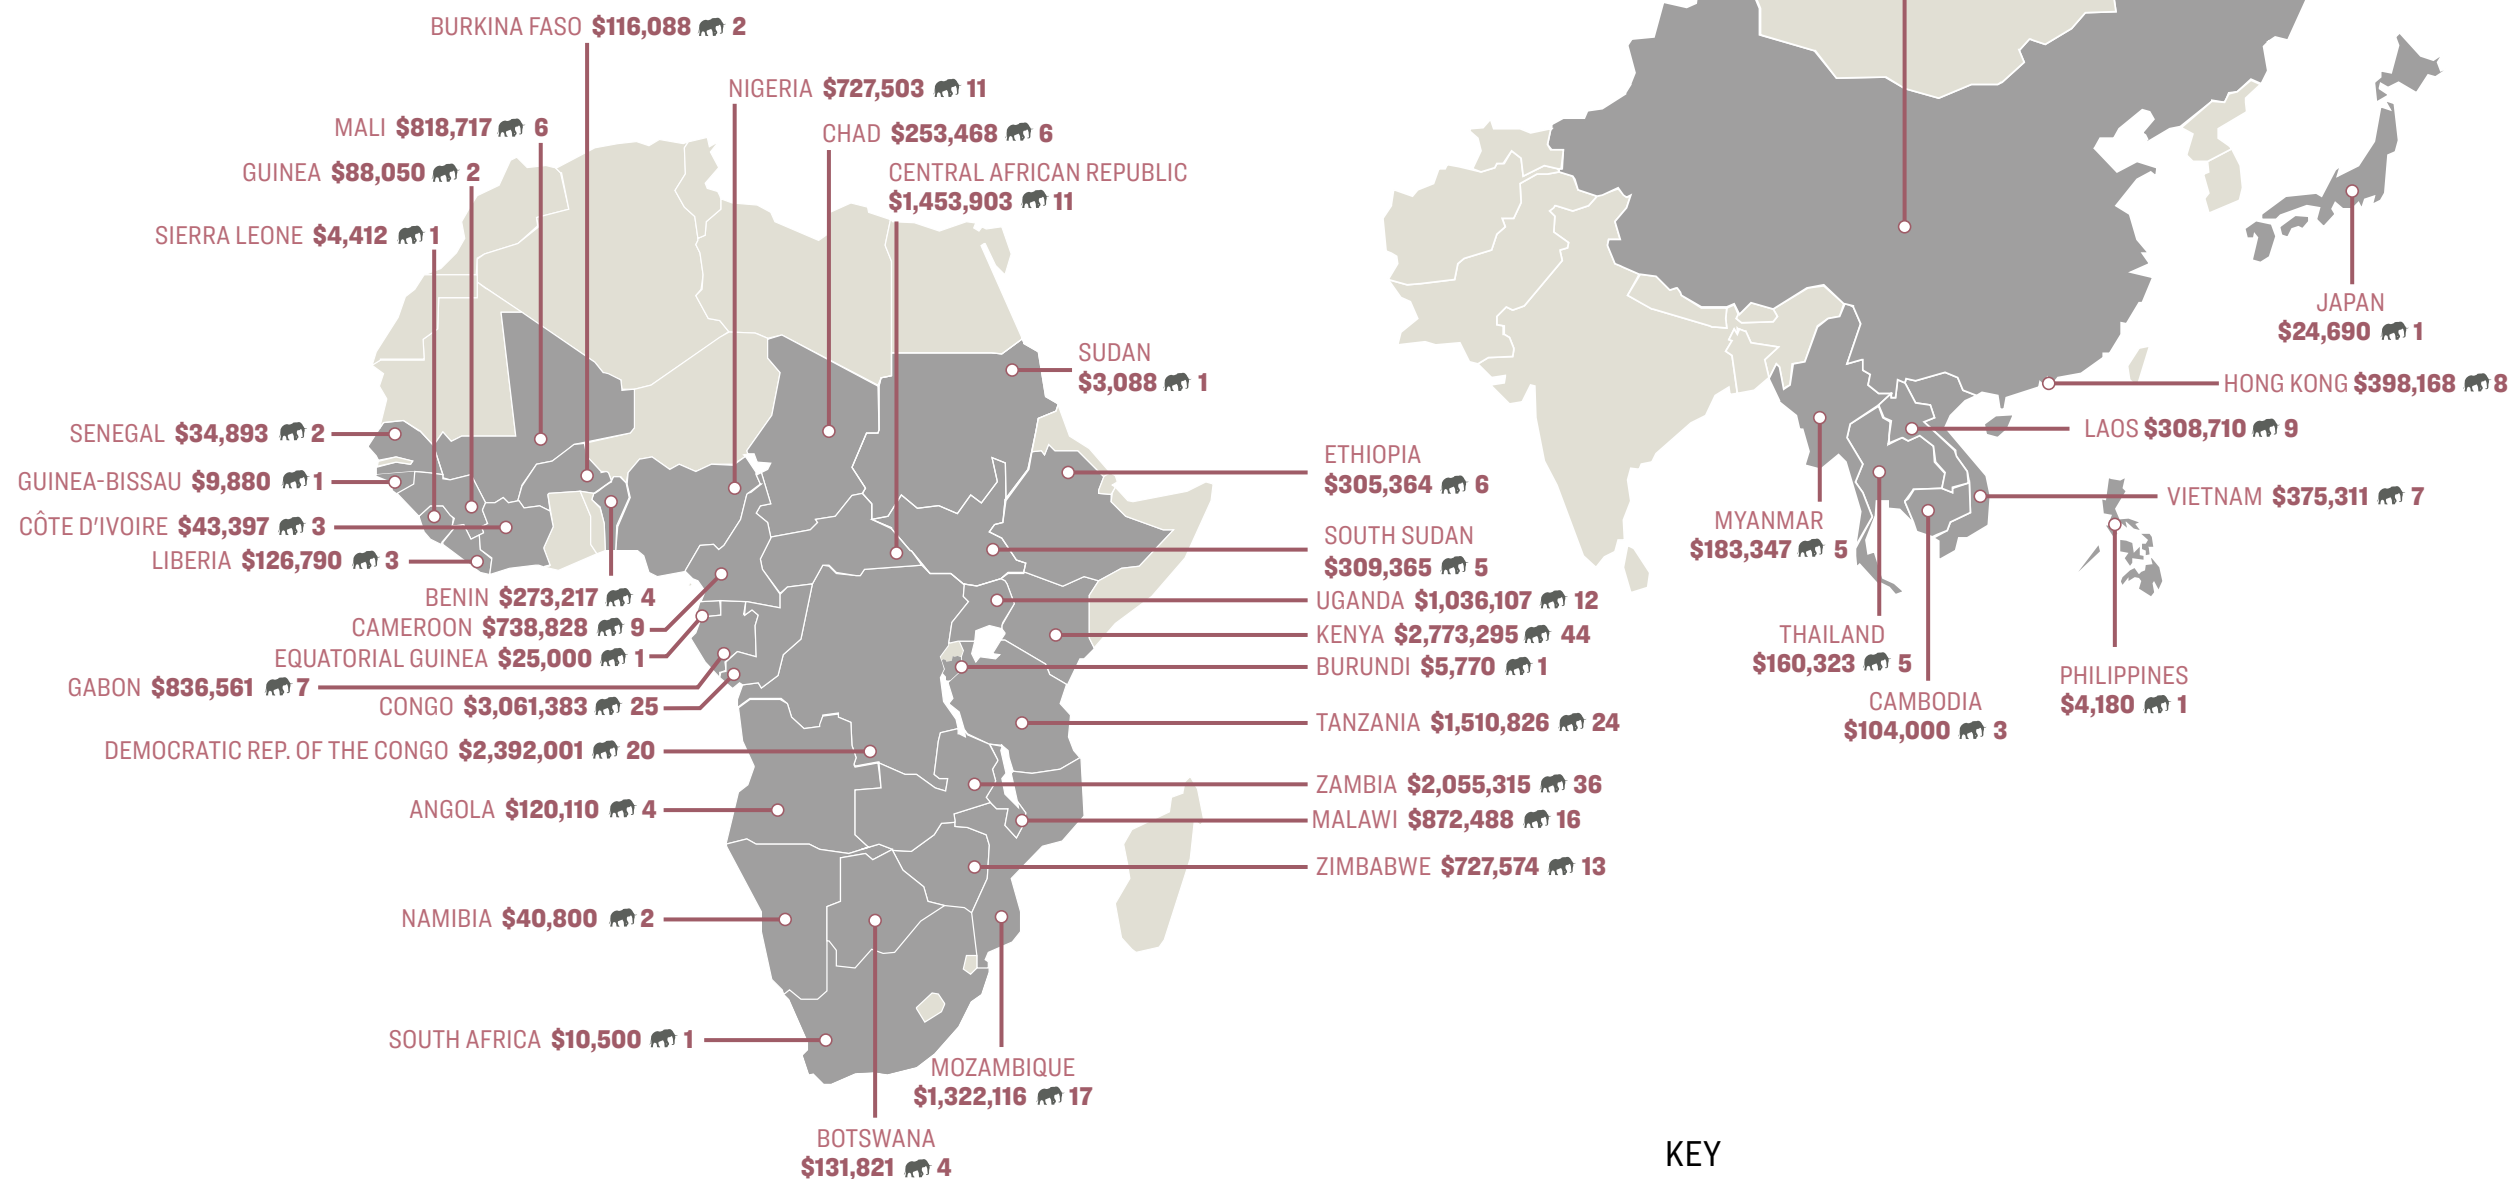 BURKINA FASO $116,088 2
NIGERIA $727,503 11
MALI $818,717 6
CHAD $253,468 6
GUINEA $88,050 2
CENTRAL AFRICAN REPUBLIC
$1,453,903 11
SIERRA LEONE $4,412 1
JAPAN
$24,690 1
SUDAN
$3,088 1
HONG KONG $398,168 8
SENEGAL $34,893 2
LAOS $308,710 9
ETHIOPIA
$305,364 6
GUINEA-BISSAU $9,880 1
VIETNAM $375,311 7
CÔTE D'IVOIRE $43,397 3
MYANMAR
$183,347 5
SOUTH SUDAN
$309,365 5
LIBERIA $126,790 3
BENIN $273,217 4
UGANDA $1,036,107 12
CAMEROON $738,828 9
KENYA $2,773,295 44
THAILAND
$160,323 5
EQUATORIAL GUINEA $25,000 1
BURUNDI $5,770 1
PHILIPPINES
$4,180 1
GABON $836,561 7
CONGO $3,061,383 25
CAMBODIA
$104,000 3
TANZANIA $1,510,826 24
DEMOCRATIC REP. OF THE CONGO $2,392,001 20
ZAMBIA $2,055,315 36
ANGOLA $120,110 4
MALAWI $872,488 16
ZIMBABWE $727,574 13
NAMIBIA $40,800 2
SOUTH AFRICA $10,500 1
MOZAMBIQUE
$1,322,116 17
BOTSWANA
$131,821 4
KEY